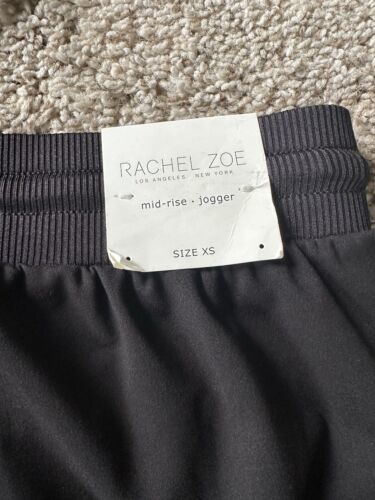 RACHEL ZOE
LOS ANGELES NEW YORK
mid-rise • jogger
SIZE XS